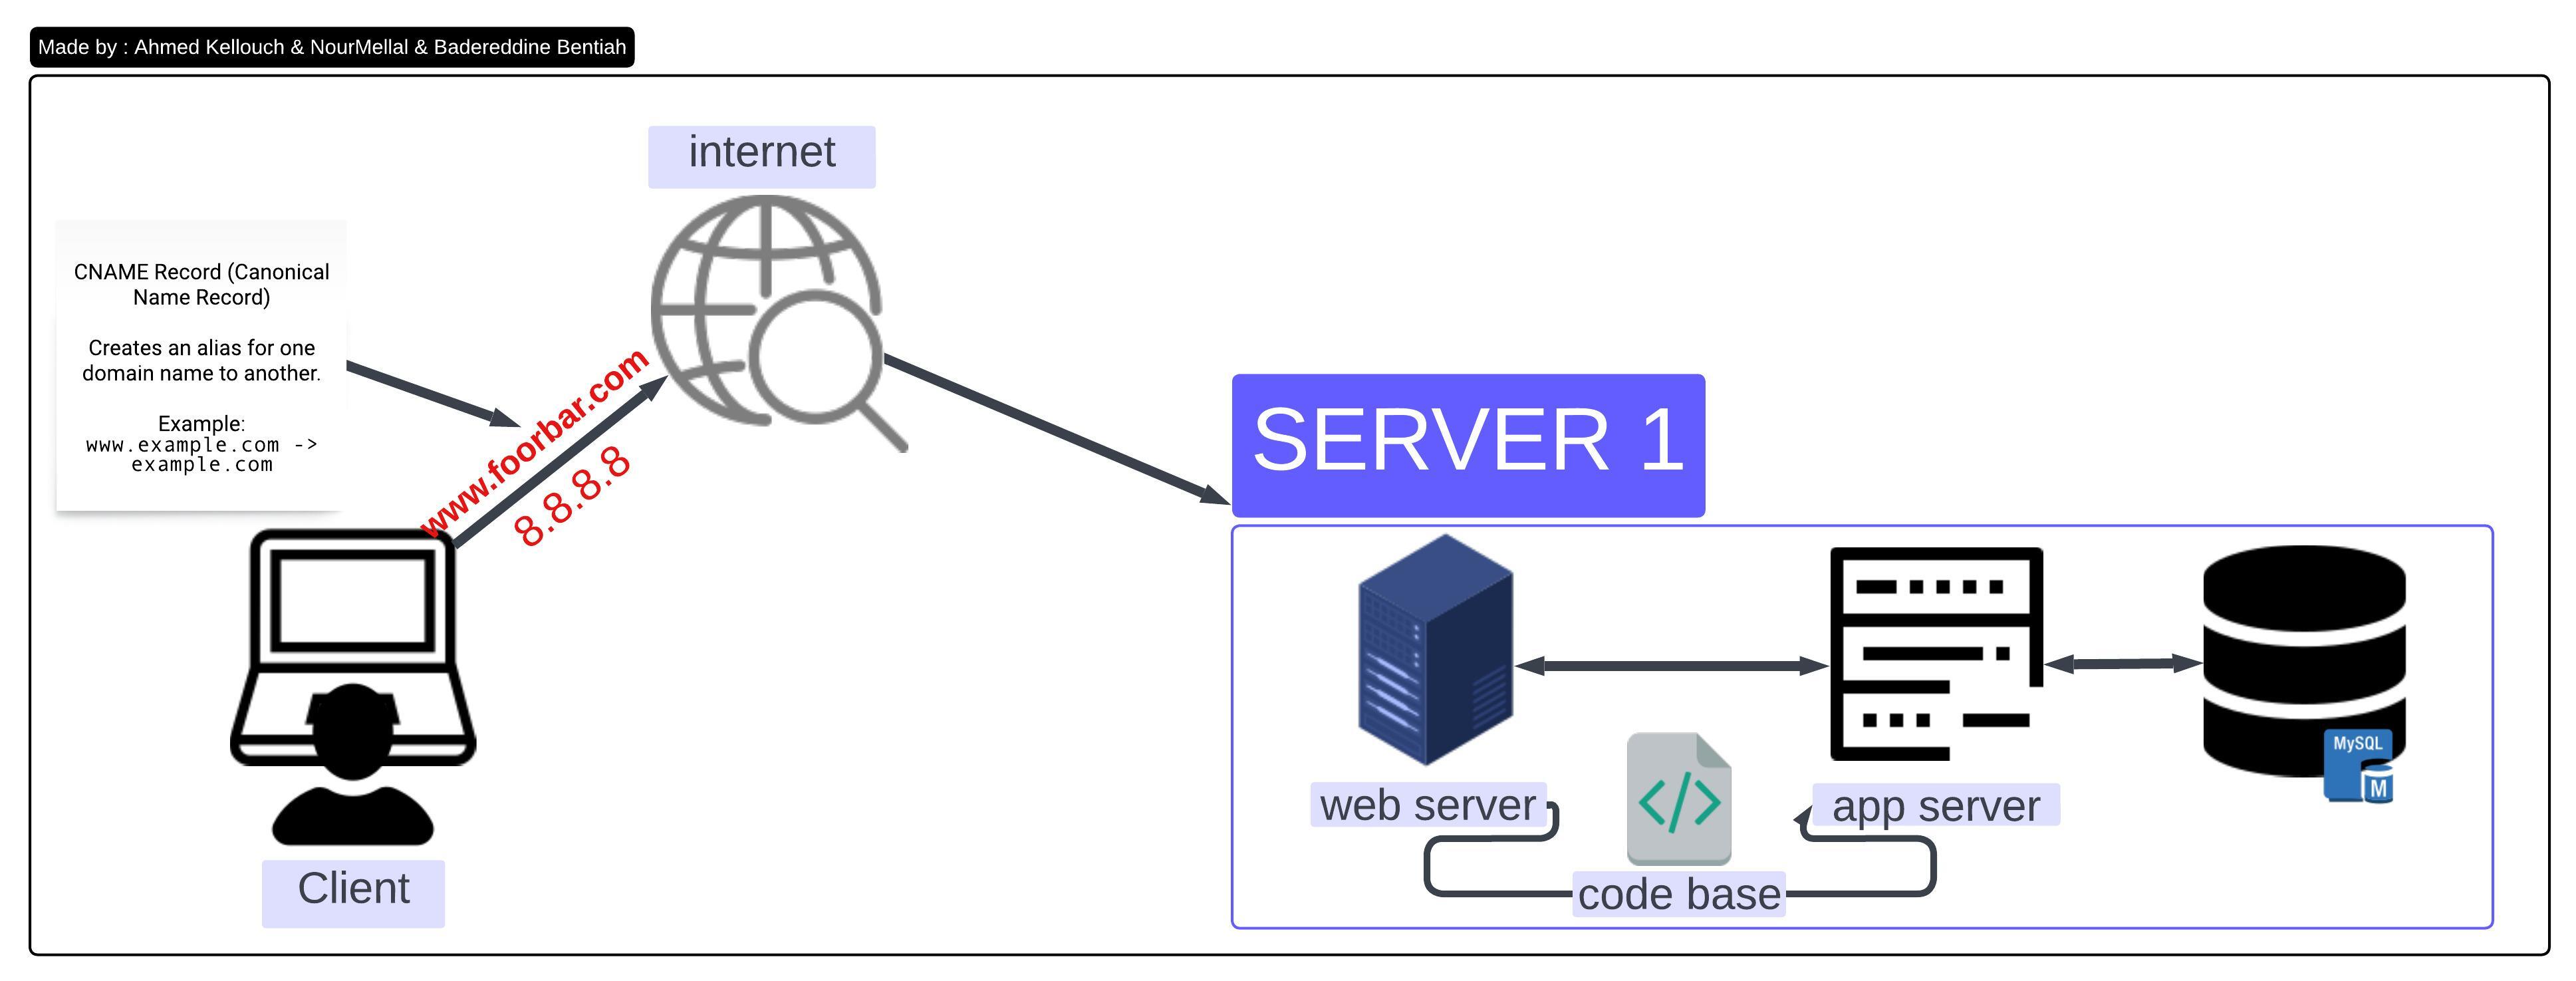 Made by : Ahmed Kellouch & NourMellal & Badereddine Bentiah
internet
CNAME Record (Canonical
Name Record)
Creates an alias for one
domain name to another.
Example:
www.example.com ->
example.com
www.foorbar.com
8.8.8.8
Client
SERVER 1
MySQL
M
web server
app server
code base